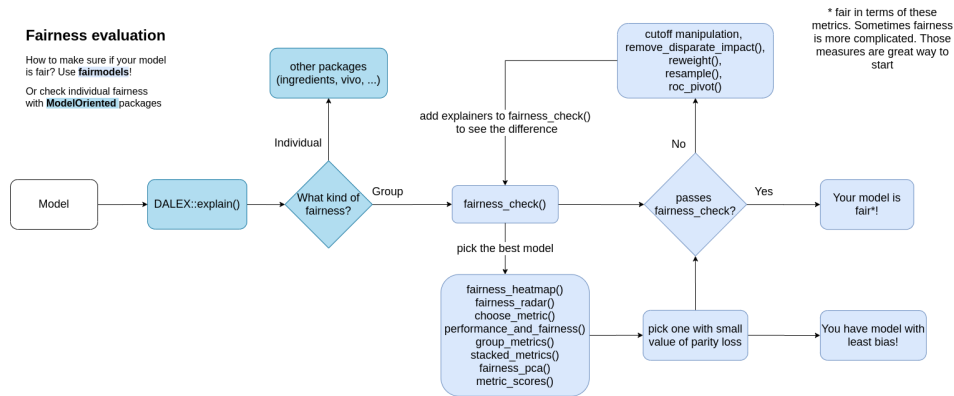 Fairness evaluation
How to make sure if your model
is fair? Use fairmodels!
Or check individual fairness
with ModelOriented packages
other packages
(ingredients, vivo, ...)
Individual
Model
DALEX::explain()
What kind of
fairness?
Group
add explainers to fairness_check()
to see the difference
cutoff manipulation,
remove_disparate_impact(),
reweight(),
resample(),
roc_pivot()
* fair in terms of these
metrics. Sometimes fairness
is more complicated. Those
measures are great way to
start
No
fairness_check()
passes
fairness_check?
Yes
Your model is
fair*!
pick the best model
fairness_heatmap()
fairness_radar()
choose_metric()
performance_and_fairness()
group_metrics()
stacked_metrics()
fairness_pca()
metric_scores()
pick one with small
value of parity loss
You have model with
least bias!